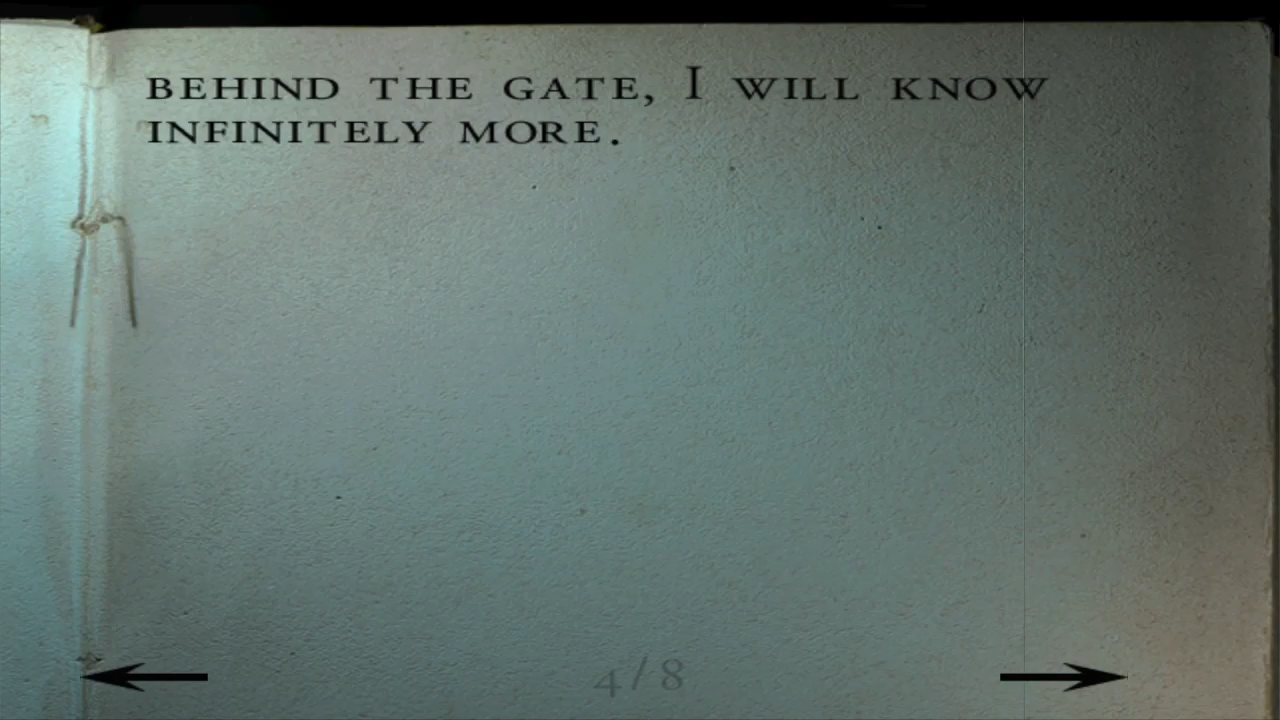 BEHIND THE GATE, I WILL KNOW
INFINITELY MORE.
4/8